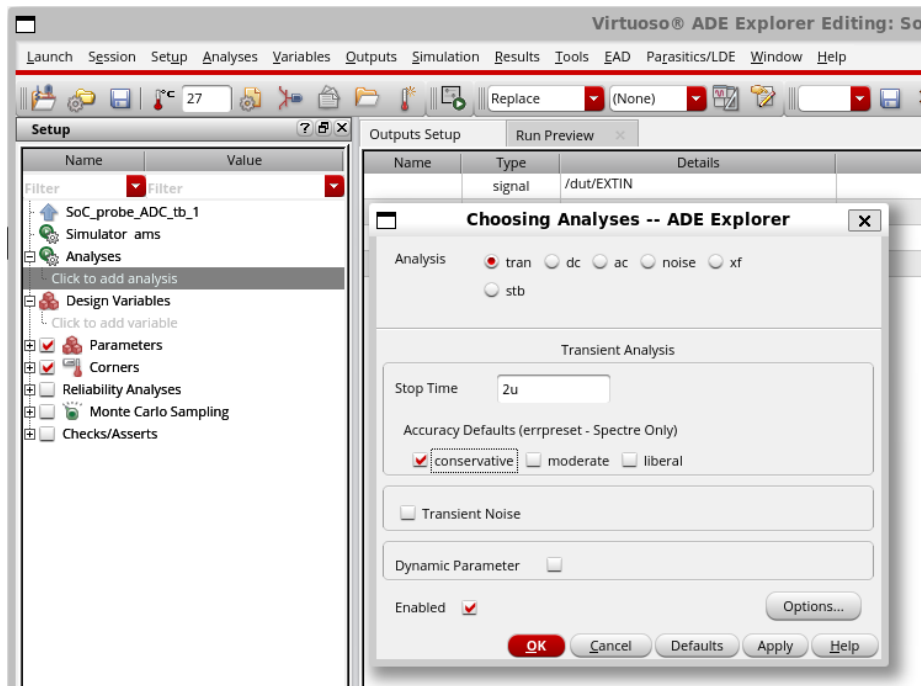 Virtuoso® ADE Explorer Editing: So
Launch Session Setup Analyses Variables Outputs Simulation Results Tools EAD Parasitics/LDE Window Help
°C 27 Replace (None)
Setup
Name Value
Filter Filter
SoC_probe_ADC_tb_1
Simulator ams
Analyses
Click to add analysis
Design Variables
Click to add variable
Parameters
Corners
Reliability Analyses
Monte Carlo Sampling
Checks/Asserts
Outputs Setup Run Preview
Name Type Details
signal /dut/EXTIN
Choosing Analyses -- ADE Explorer
Analysis tran dc ac noise xf
stb
Transient Analysis
Stop Time 2u
Accuracy Defaults (errpreset - Spectre Only)
conservative moderate liberal
Transient Noise
Dynamic Parameter
Enabled Options...
OK Cancel Defaults Apply Help